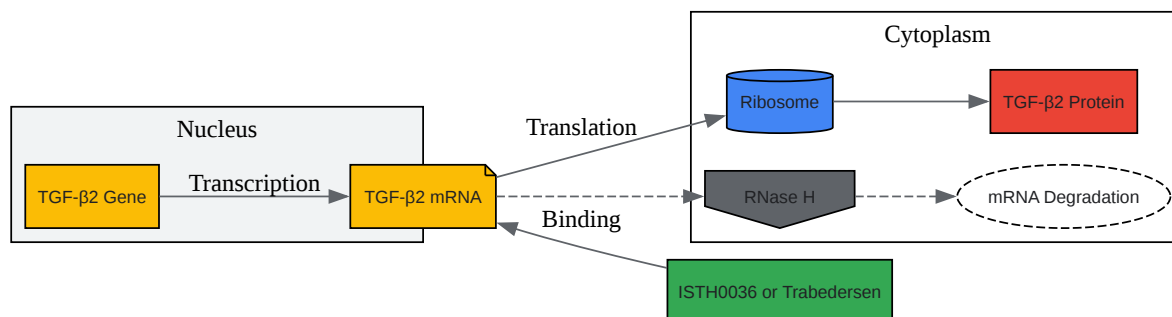 Cytoplasm
Ribosome
TGF-β2 Protein
Nucleus
Translation
TGF-β2 Gene
Transcription
TGF-β2 mRNA
RNase H
mRNA Degradation
Binding
ISTH0036 or Trabedersen